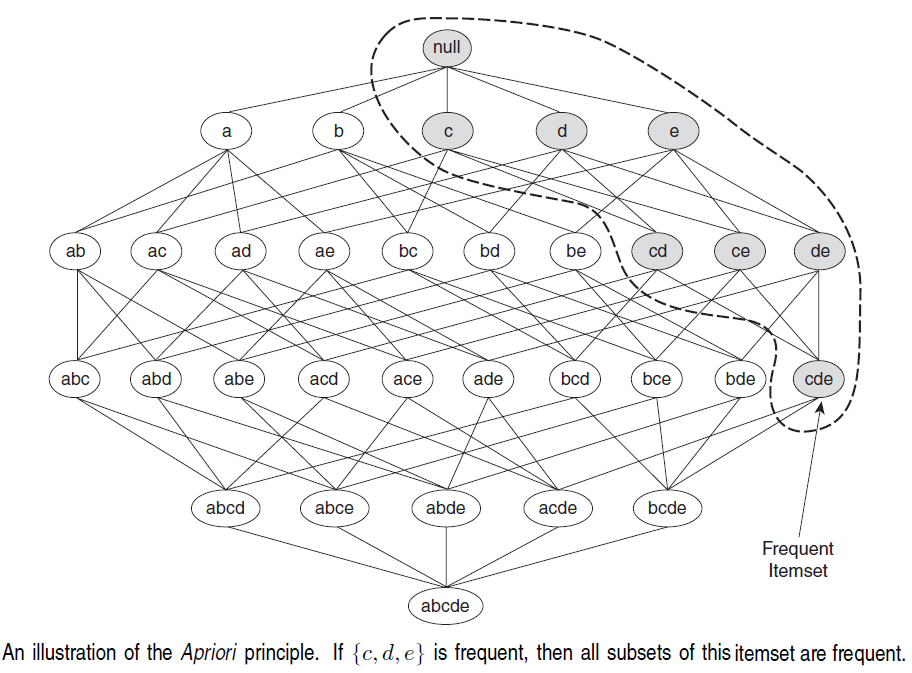 null
a b c d e
ab ac ad ae bc bd be cd ce de
abc abd abe acd ace ade bcd bce bde cde
abcd abce abde acde bcde
Frequent
Itemset
abcde
An illustration of the Apriori principle. If {c, d, e} is frequent, then all subsets of this itemset are frequent.